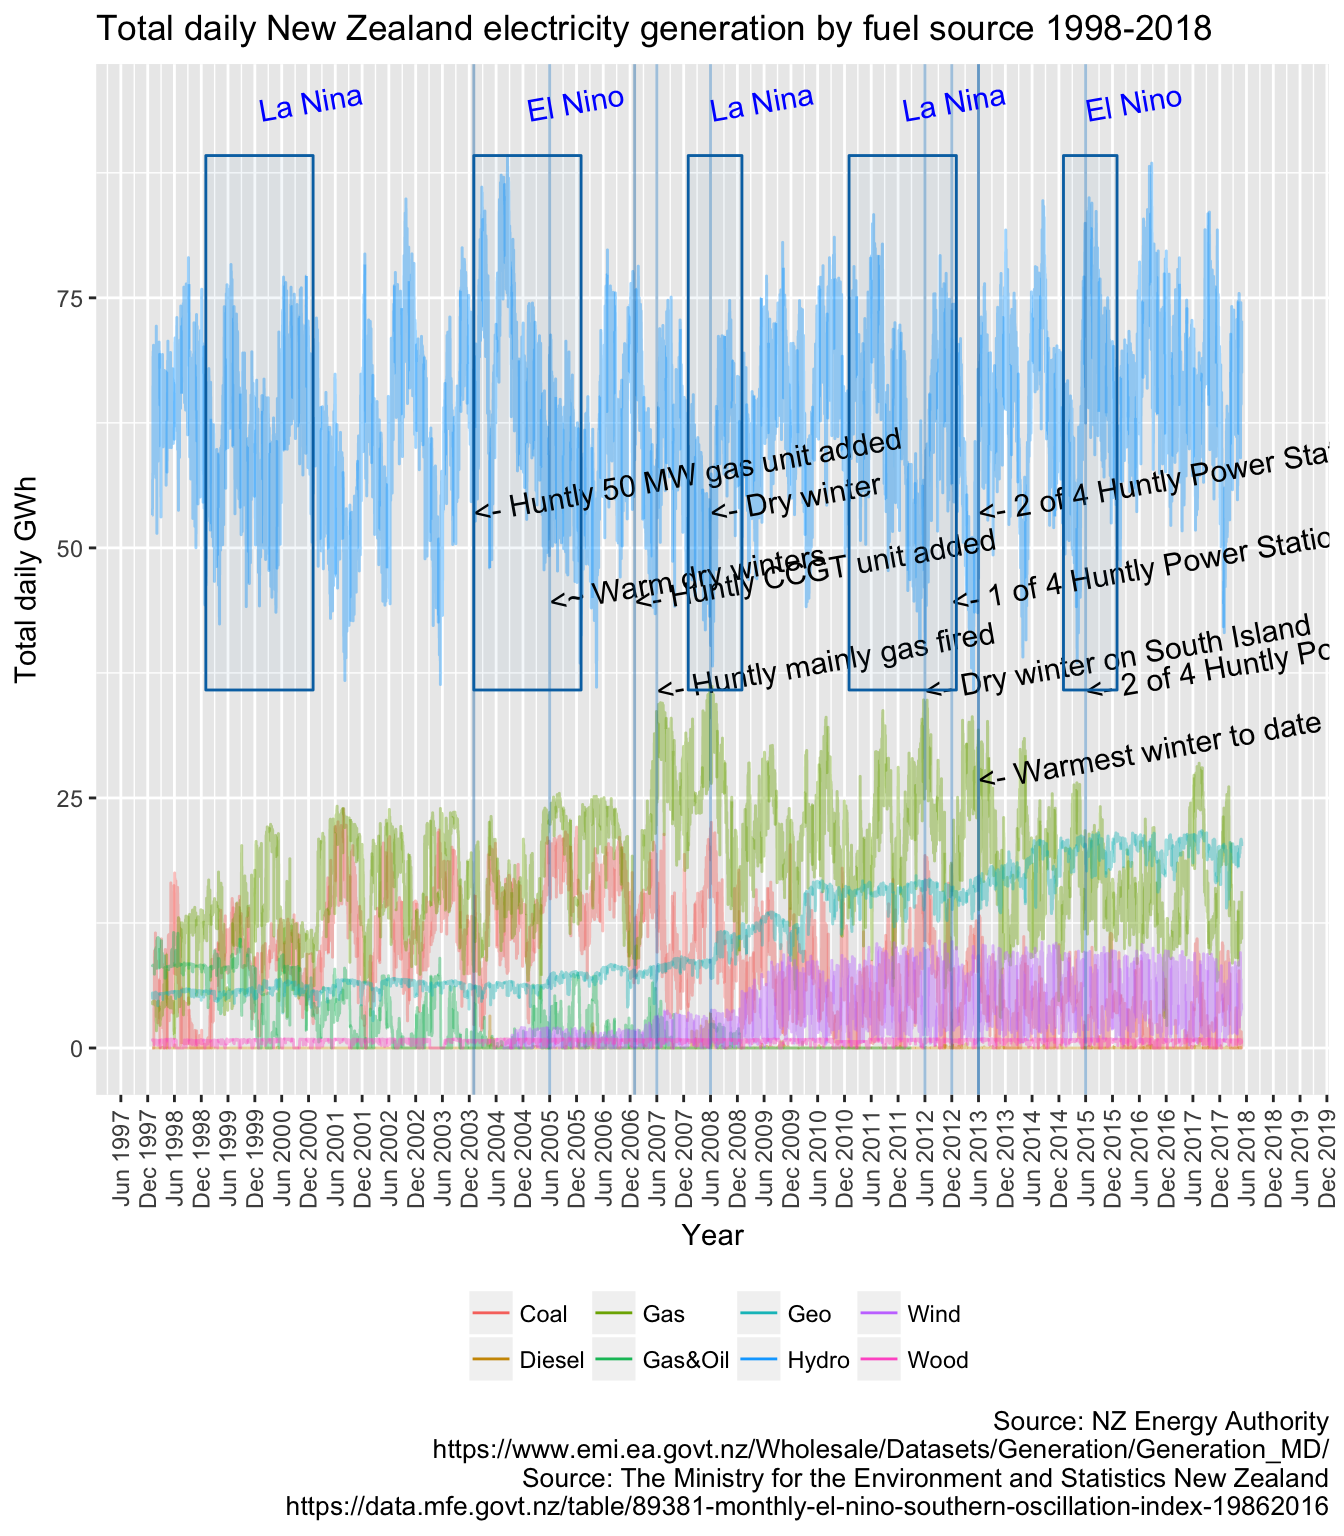 Total daily New Zealand electricity generation by fuel source 1998-2018
La Nina
El Nino
La Nina
La Nina
El Nino
Total daily GWh
75
50
25
0
<- Huntly 50 MW gas unit added
<- Dry winter
<- 2 of 4 Huntly Power
<~ Warm dry winters
<- Huntly CCGT unit added
<- 1 of 4 Huntly Power
<- Huntly mainly gas fired
<- Dry winter on South Island
<- 2 of 4 Huntly
<- Warmest winter to date
Jun 1997
Dec 1997
Jun 1998
Dec 1998
Jun 1999
Dec 1999
Jun 2000
Dec 2000
Jun 2001
Dec 2001
Jun 2002
Dec 2002
Jun 2003
Dec 2003
Jun 2004
Dec 2004
Jun 2005
Dec 2005
Jun 2006
Dec 2006
Jun 2007
Dec 2007
Jun 2008
Dec 2008
Jun 2009
Dec 2009
Jun 2010
Dec 2010
Jun 2011
Dec 2011
Jun 2012
Dec 2012
Jun 2013
Dec 2013
Jun 2014
Dec 2014
Jun 2015
Dec 2015
Jun 2016
Dec 2016
Jun 2017
Dec 2017
Jun 2018
Dec 2018
Jun 2019
Dec 2019
Year
Coal
Gas
Geo
Wind
Diesel
Gas&Oil
Hydro
Wood
Source: NZ Energy Authority
https://www.emi.ea.govt.nz/Wholesale/Datasets/Generation/Generation_MD/
Source: The Ministry for the Environment and Statistics New Zealand
https://data.mfe.govt.nz/table/89381-monthly-el-nino-southern-oscillation-index-19862016